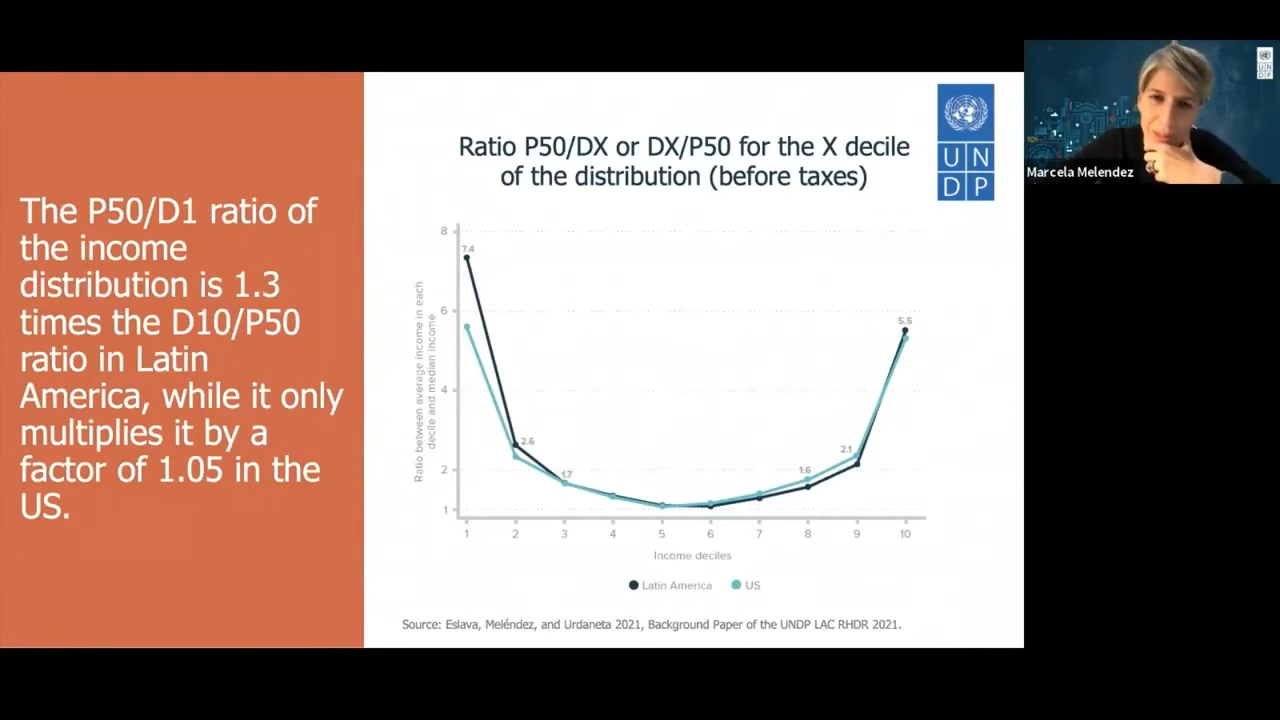 The P50/D1 ratio of
the income
distribution is 1.3
times the D10/P50
ratio in Latin
America, while it only
multiplies it by a
factor of 1.05 in the
US.
Ratio P50/DX or DX/P50 for the X decile
of the distribution (before taxes)
U N
D P
Ratio between average income in each
decile and median income
8
6
4
2
1
7.4
2.6
1.7
1.6
2.1
5.5
1 2 3 4 5 6 7 8 9 10
Income deciles
Latin America US
Source: Eslava, Meléndez, and Urdaneta 2021, Background Paper of the UNDP LAC RHDR 2021.
U N
D P
Marcela Melendez